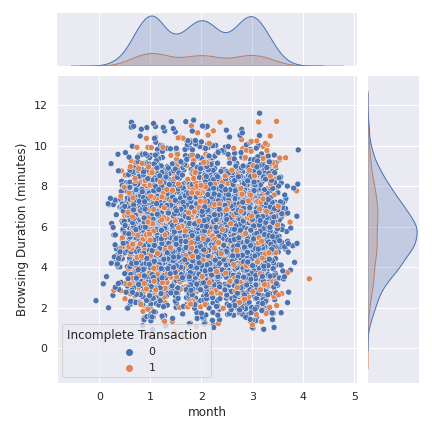 12
10
8
6
4
2
0
Browsing Duration (minutes)
Incomplete Transaction
0
1
0 1 2 3 4 5
month